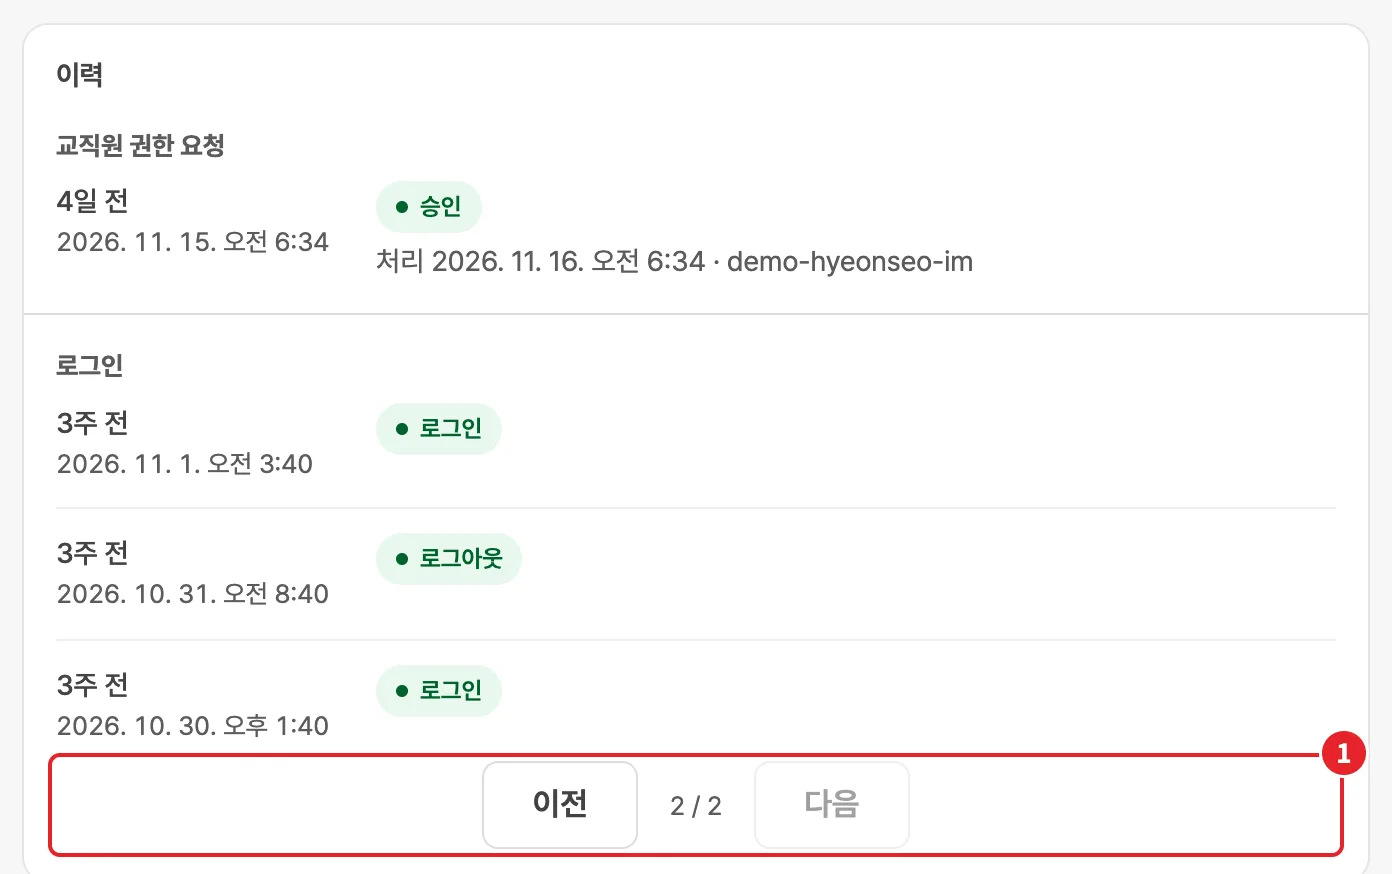 이력
교직원 권한 요청
4일 전
2026. 11. 15. 오전 6:34
승인
처리 2026. 11. 16. 오전 6:34 · demo-hyeonseo-im
로그인
3주 전
2026. 11. 1. 오전 3:40
로그인
3주 전
2026. 10. 31. 오전 8:40
로그아웃
3주 전
2026. 10. 30. 오후 1:40
로그인
1
이전
2 / 2
다음